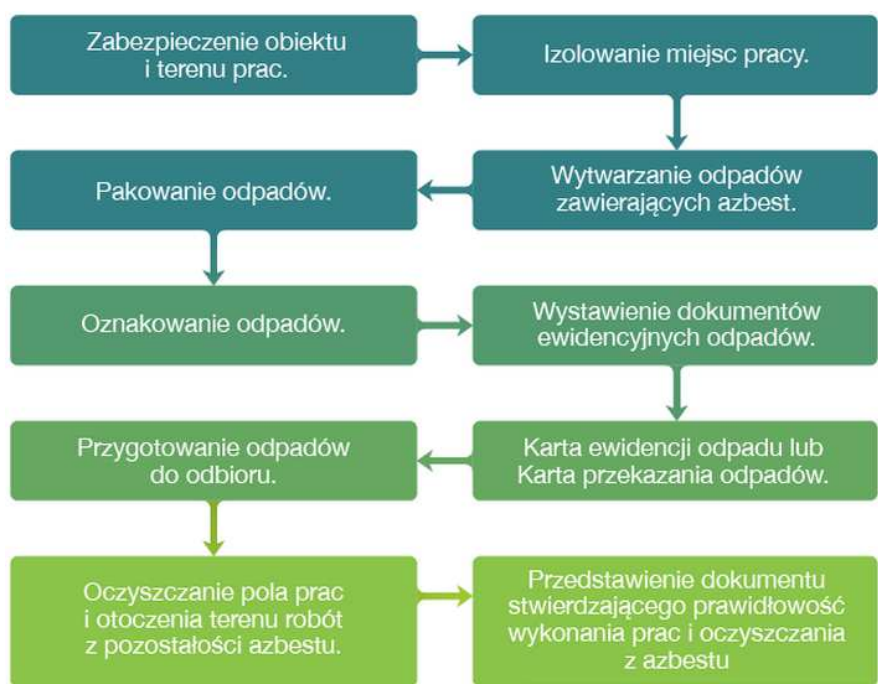 Zabezpieczenie obiektu
i terenu prac.
Izolowanie miejsc pracy.
Wytwarzanie odpadów
zawierających azbest.
Pakowanie odpadów.
Oznakowanie odpadów.
Wystawienie dokumentów
ewidencyjnych odpadów.
Karta ewidencji odpadu lub
Karta przekazania odpadów.
Przygotowanie odpadów
do odbioru.
Oczyszczanie pola prac
i otoczenia terenu robót
z pozostałości azbestu.
Przedstawienie dokumentu
stwierdzającego prawidłowość
wykonania prac i oczyszczania
z azbestu